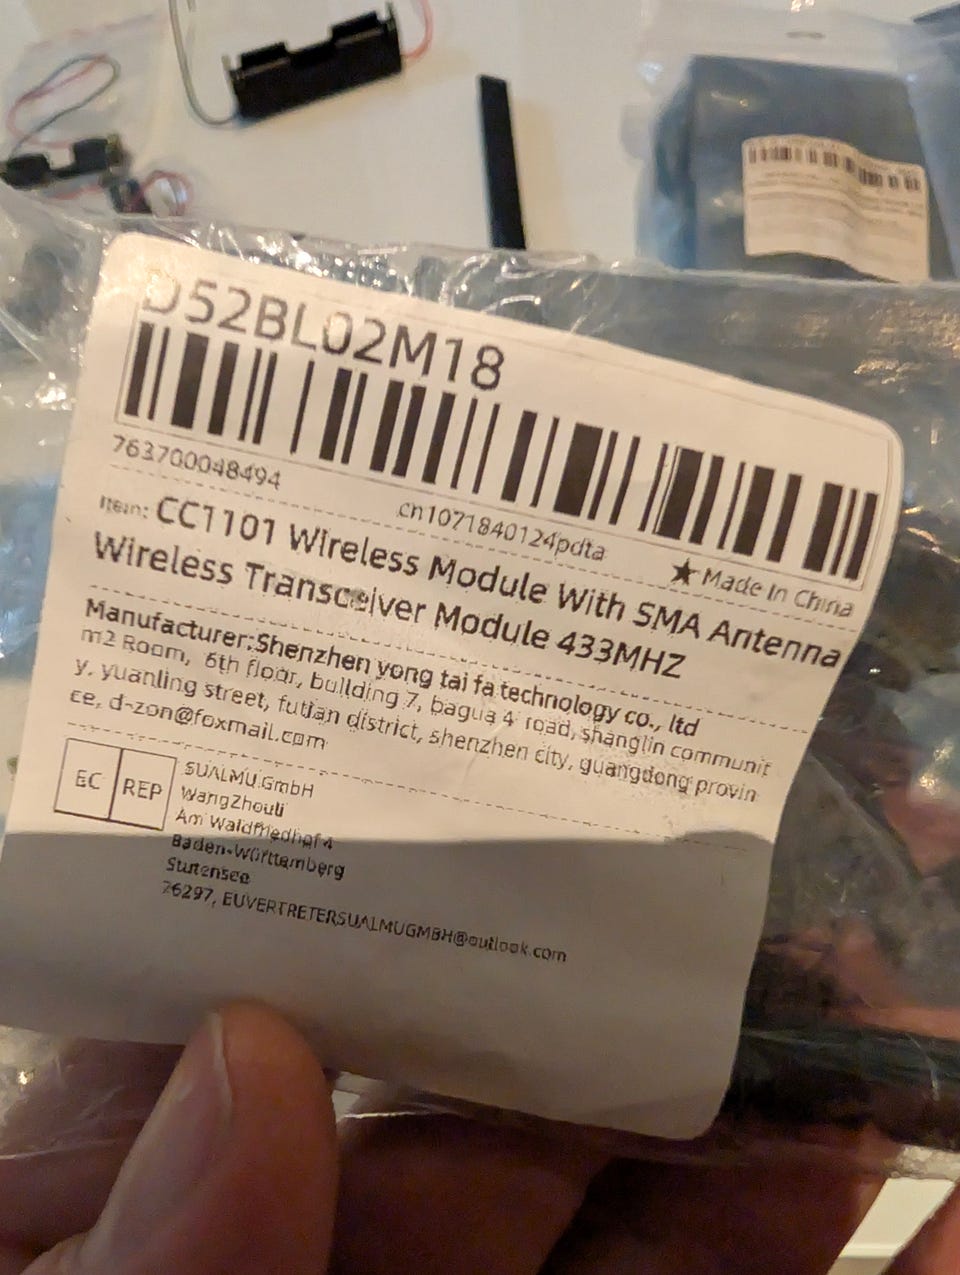 D52BL02M18
763700048494
cn1071840124pdta
★Made In China
Item: CC1101 Wireless Module With SMA Antenna
Wireless Transceiver Module 433MHZ
Manufacturer:Shenzhen yong tai fa technology co., ltd
m2 Room, 6th floor, building 7, bagua 4 road, shanglin communit
y, yuanling street, futian district, shenzhen city, guangdong provin
ce, d-zon@foxmail.com
EC REP
SUALMU.GmbH
WangZhouli
Am Waldfriedhof 4
Baden-Württemberg
Stutensee
76297, EUVERTRETERSUALMUGMBH@outlook.com